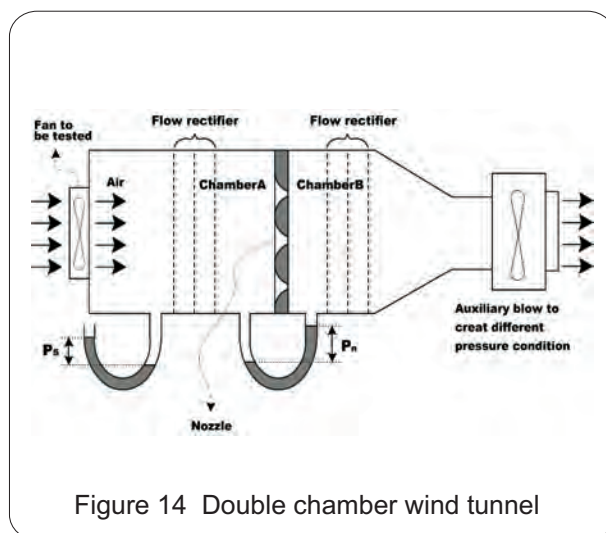 Fan to
be tested
Flow rectifier
Flow rectifier
Air
ChamberA
ChamberB
Auxiliary blow to
creat different
pressure condition
Ps
Pn
Nozzle
Figure 14 Double chamber wind tunnel